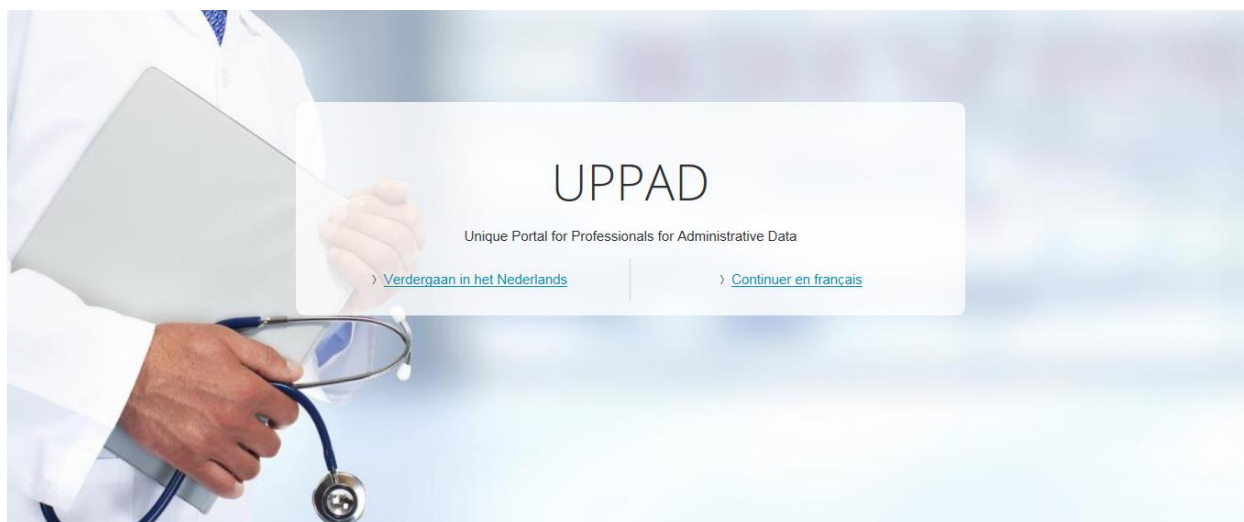 UPPAD
Unique Portal for Professionals for Administrative Data
〉 Verdergaan in het Nederlands
〉 Continuer en français